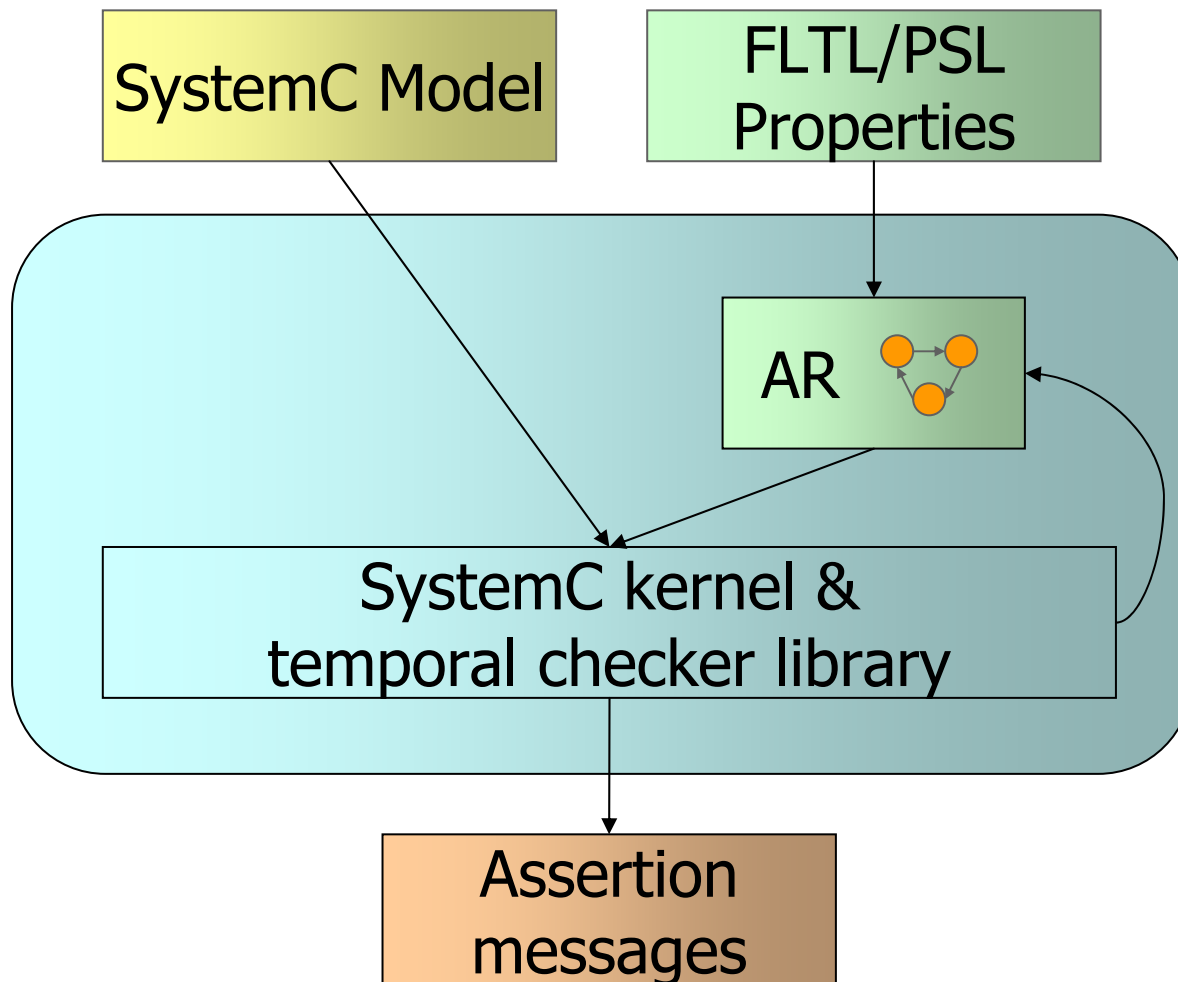 SystemC Model
FLTL/PSL
Properties
AR
SystemC kernel &
temporal checker library
Assertion
messages